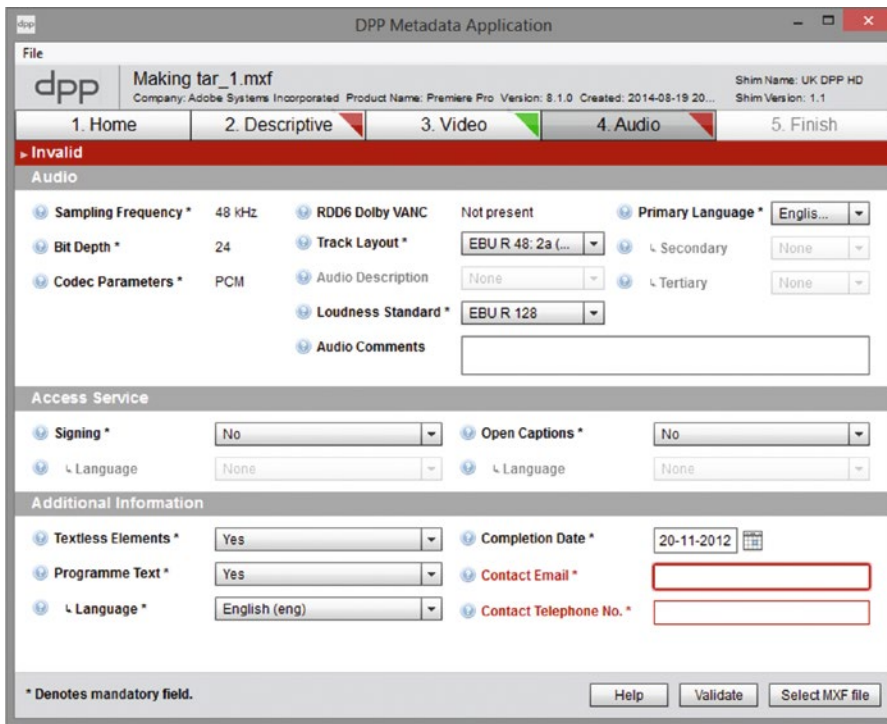 dpp
DPP Metadata Application
File
dpp
Making tar_1.mxf
Company: Adobe Systems Incorporated Product Name: Premiere Pro Version: 8.1.0 Created: 2014-08-19 20...
Shim Name: UK DPP HD
Shim Version: 1.1
1. Home
2. Descriptive
3. Video
4. Audio
5. Finish
Invalid
Audio
Sampling Frequency * 48 kHz
Bit Depth * 24
Codec Parameters * PCM
RDD6 Dolby VANC Not present
Track Layout * EBU R 48: 2a (...
Audio Description None
Loudness Standard * EBU R 128
Audio Comments
Primary Language * Englis...
↳ Secondary None
↳ Tertiary None
Access Service
Signing * No
↳ Language None
Open Captions * No
↳ Language None
Additional Information
Textless Elements * Yes
Programme Text * Yes
↳ Language * English (eng)
Completion Date * 20-11-2012
Contact Email *
Contact Telephone No. *
* Denotes mandatory field.
Help
Validate
Select MXF file